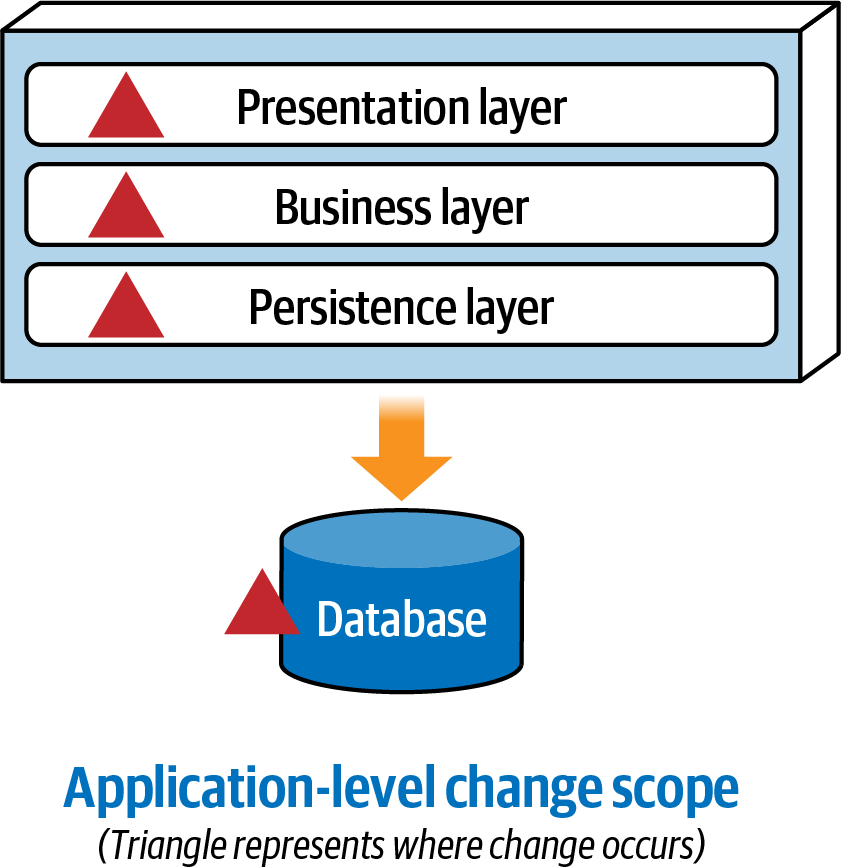 Presentation layer
Business layer
Persistence layer
Database
Application-level change scope
(Triangle represents where change occurs)